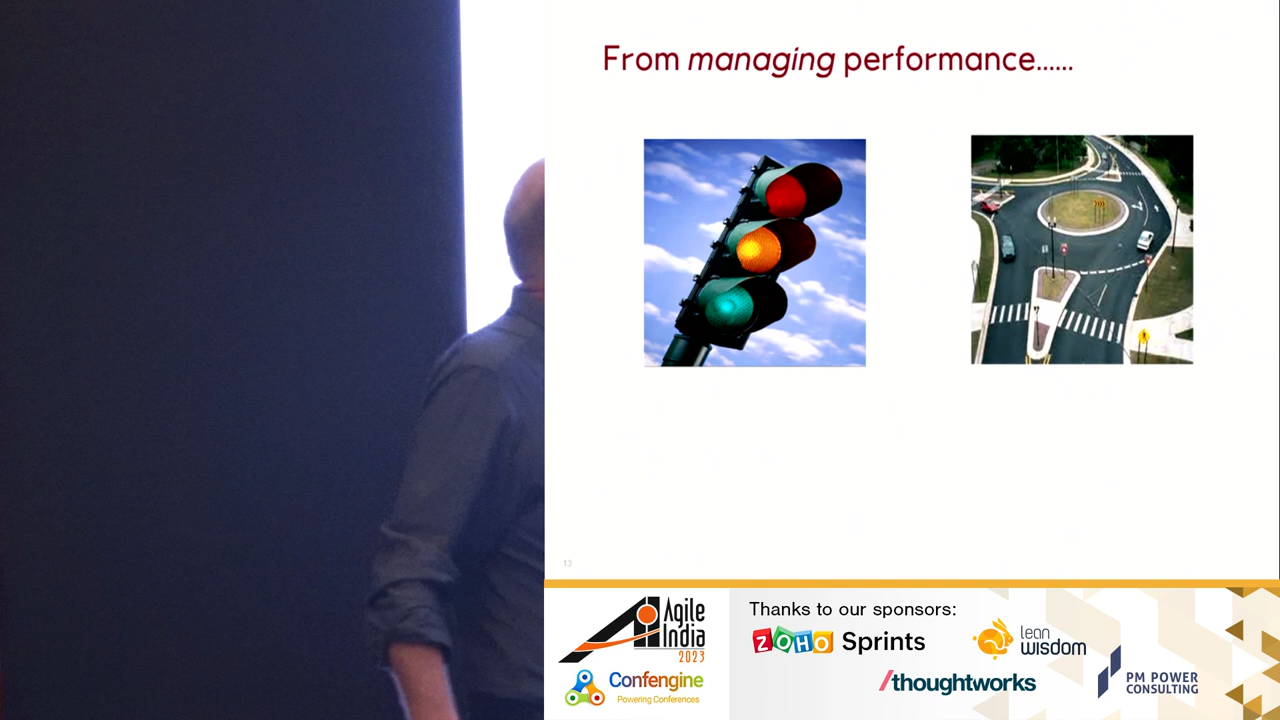 From managing performance......
13
Agile
India
2023
Confengine
Powering Conferences
Thanks to our sponsors:
ZOHO Sprints
lean
wisdom
/thoughtworks
PM POWER
CONSULTING